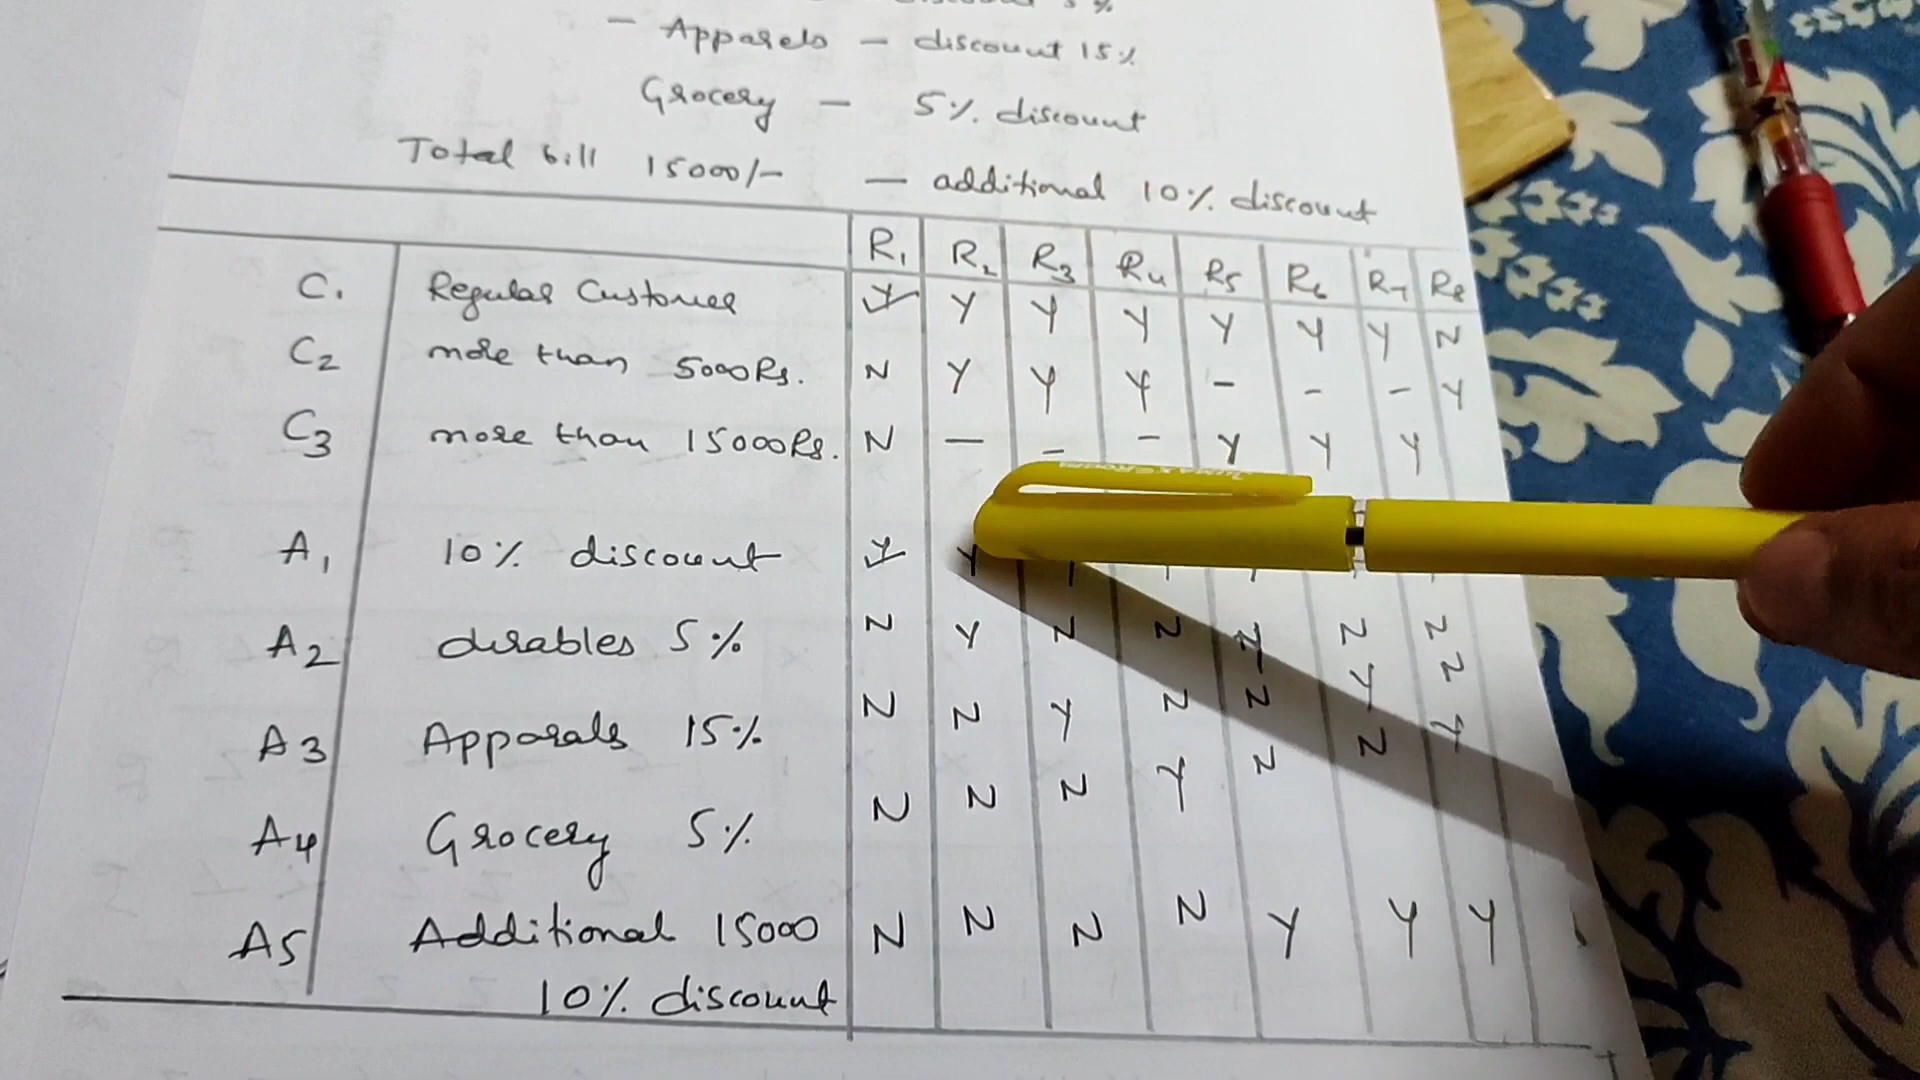 %
- Apparels - discount 15%
Grocery - 5% discount
Total bill 15000/- - additional 10% discount
R1 R2 R3 R4 R5 R6 R7 R8
C1 Regular Customer Y Y Y Y Y Y Y N
C2 more than 5000Rs. N Y Y Y - - - Y
C3 more than 15000Rs. N - - - Y Y Y
A1 10% discount Y Y
A2 durables 5% N Y N N Y N N
A3 Apparals 15% N N Y N N Y N
A4 Grocery 5% N N N Y N N Y
A5 Additional 15000 N N N N Y Y Y
10% discount